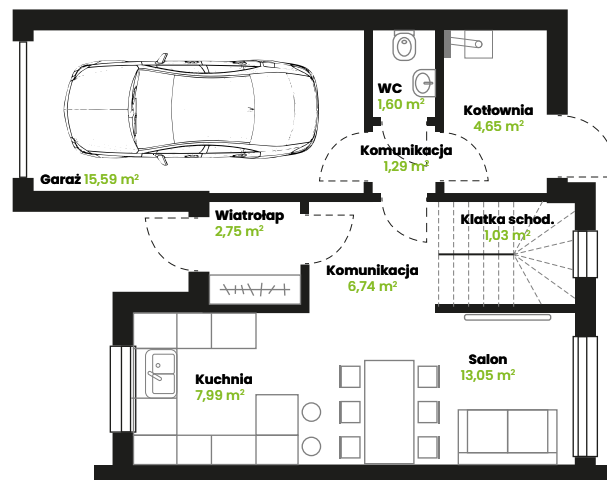 WC
1,60 m²
Kotłownia
4,65 m²
Komunikacja
1,29 m²
Garaż 15,59 m²
Wiatrołap
2,75 m²
Klatka schod.
1,03 m²
Komunikacja
6,74 m²
Salon
13,05 m²
Kuchnia
7,99 m²